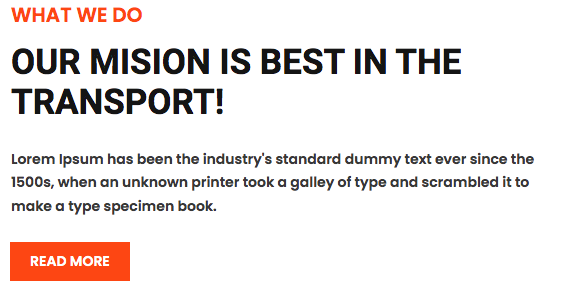 WHAT WE DO
OUR MISION IS BEST IN THE
TRANSPORT!
Lorem Ipsum has been the industry's standard dummy text ever since the
1500s, when an unknown printer took a galley of type and scrambled it to
make a type specimen book.
READ MORE